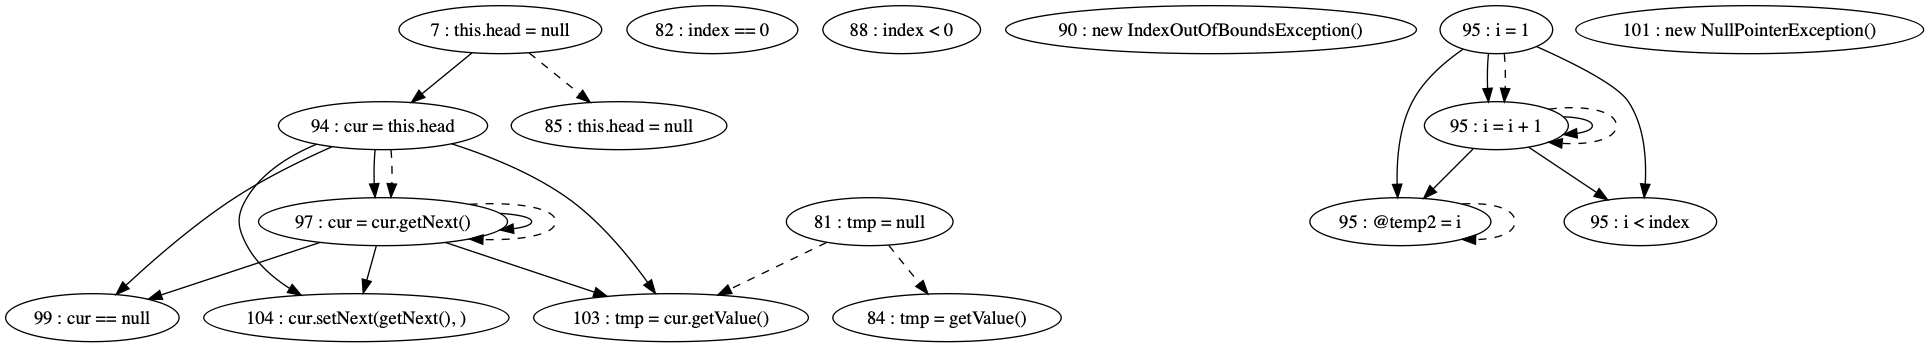 7 : this.head = null
82 : index == 0
88 : index < 0
90 : new IndexOutOfBoundsException()
95 : i = 1
101 : new NullPointerException()
94 : cur = this.head
85 : this.head = null
95 : i = i + 1
97 : cur = cur.getNext()
81 : tmp = null
95 : @temp2 = i
95 : i < index
99 : cur == null
104 : cur.setNext(getNext(), )
103 : tmp = cur.getValue()
84 : tmp = getValue()